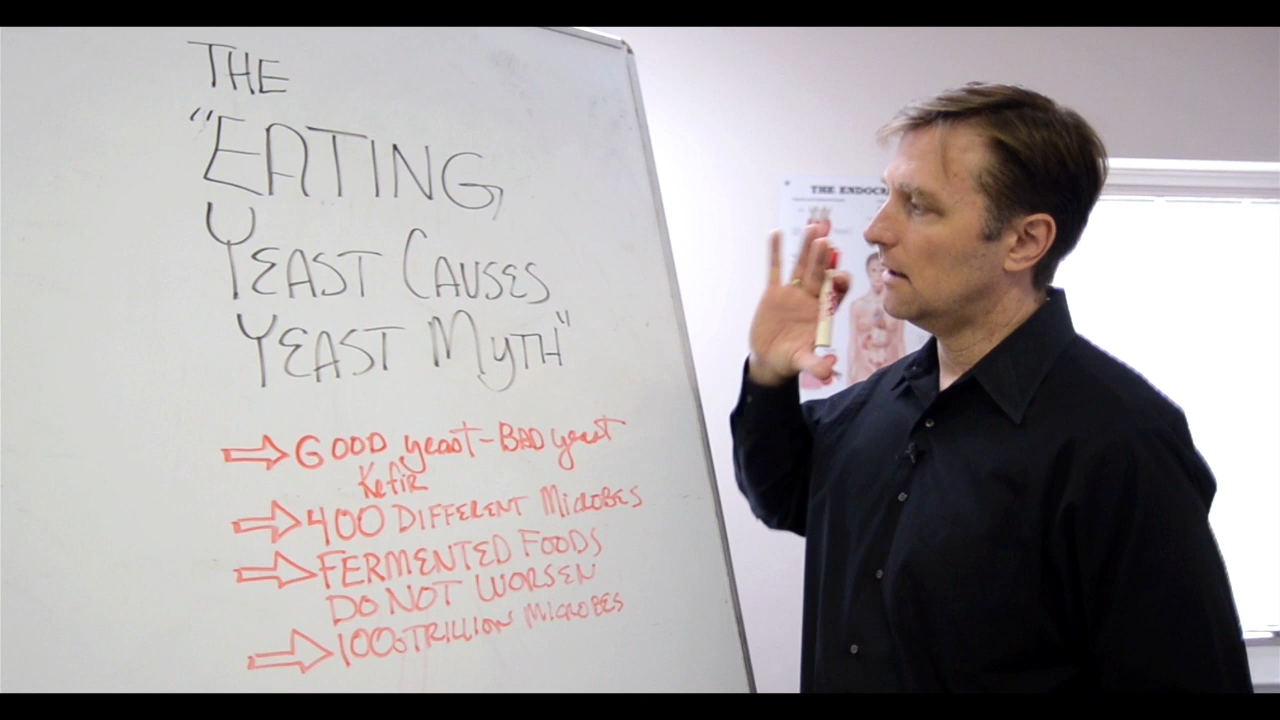 THE
"EATING
YEAST CAUSES
YEAST MYTH"
GOOD yeast-BAD yeast
Kefir
400 DIFFERENT MICROBES
FERMENTED FOODS
DO NOT WORSEN
100 TRILLION MICROBES
THE ENDOCR